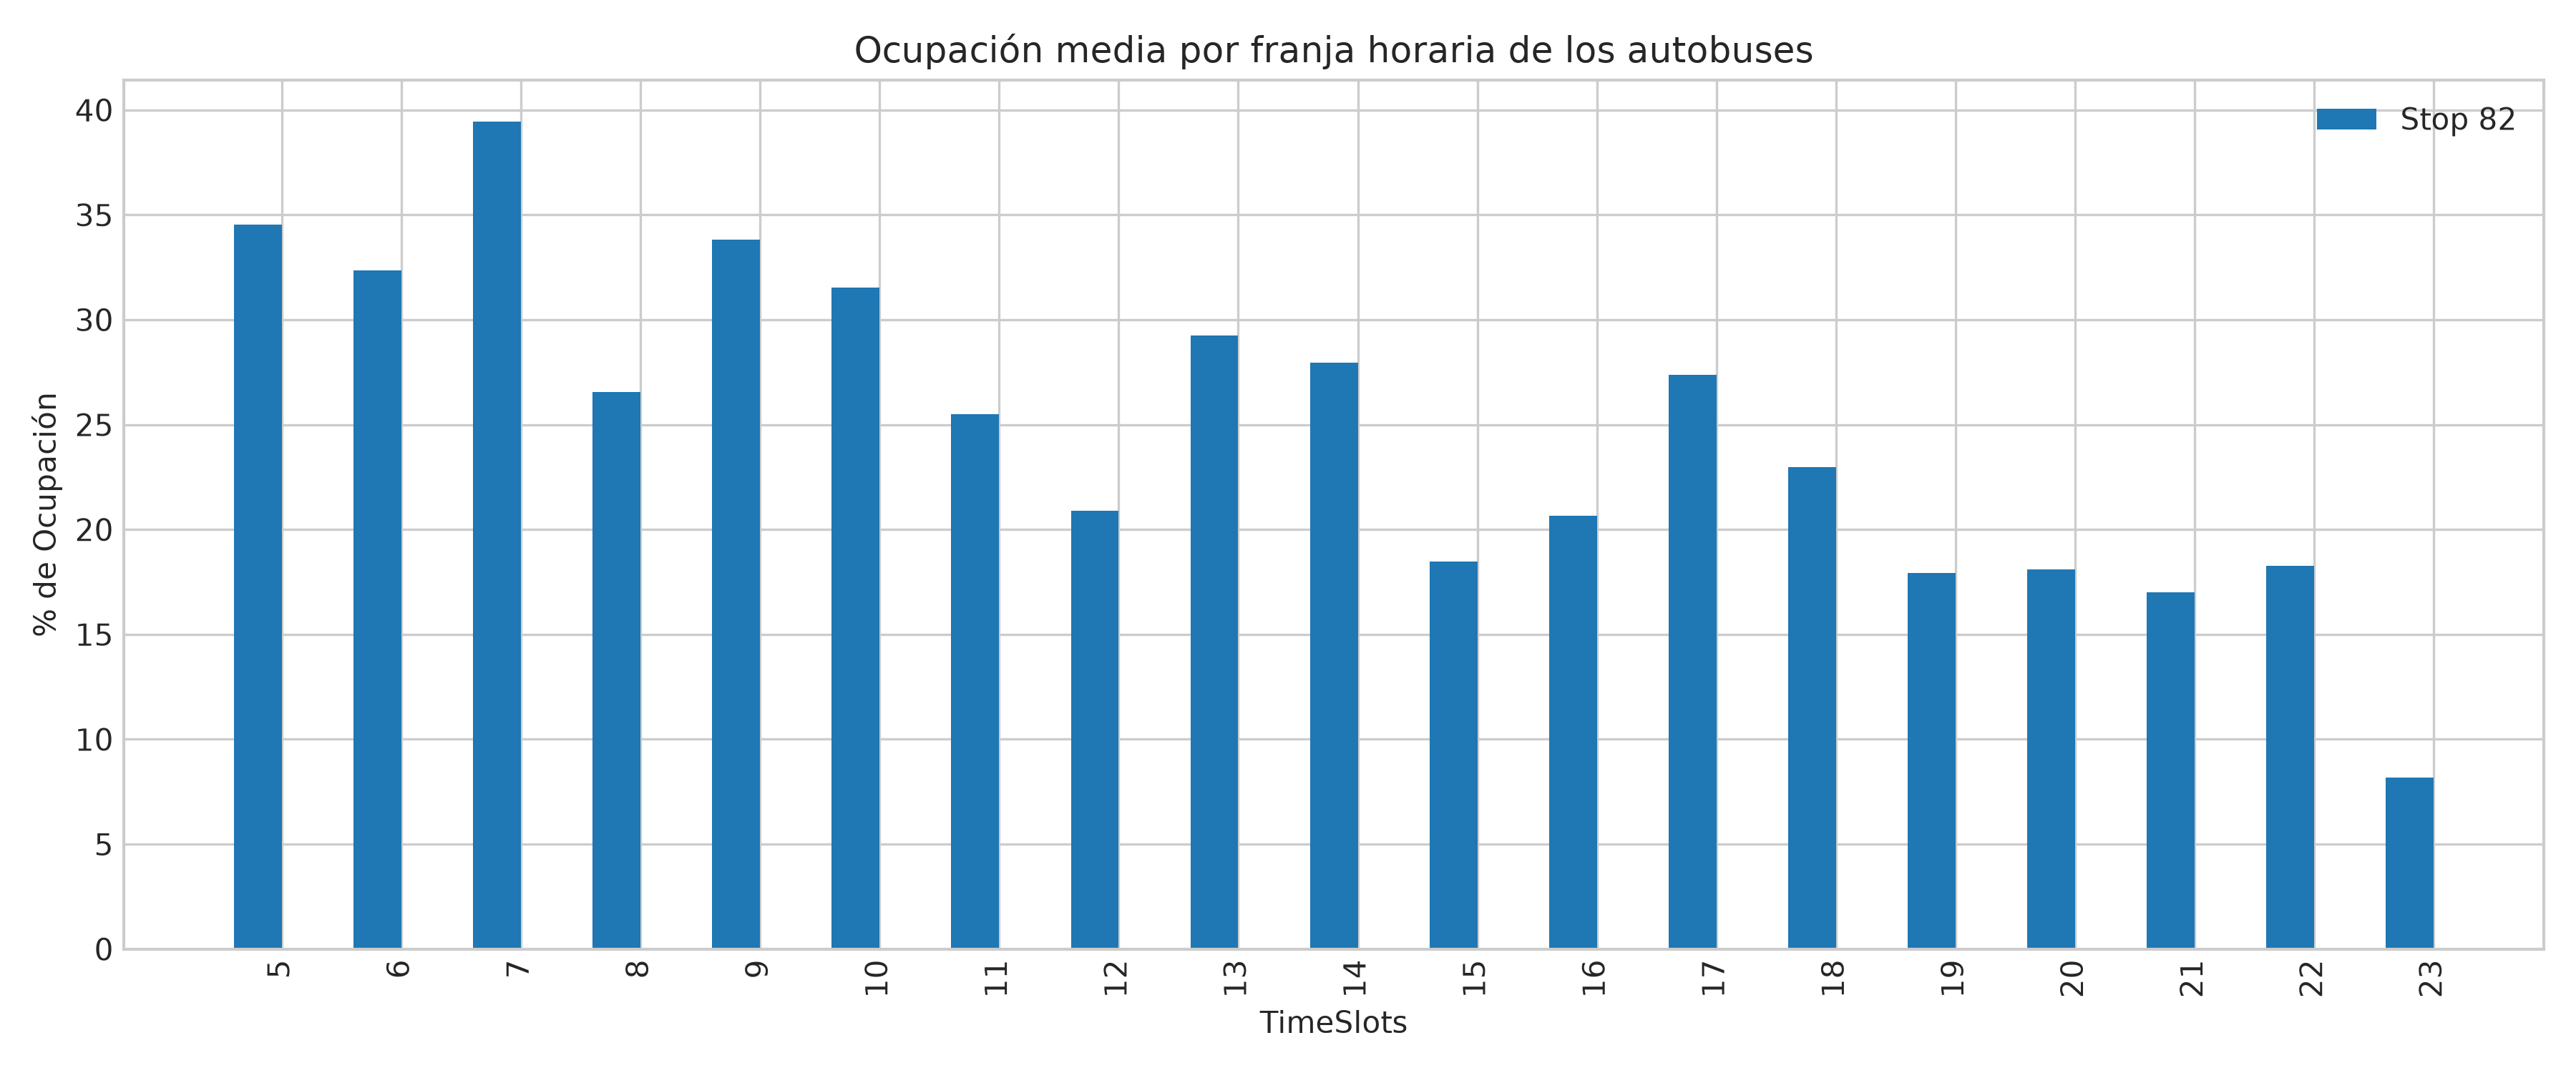 Ocupación media por franja horaria de los autobuses
Stop 82
% de Ocupación
40
35
30
25
20
15
10
5
0
5 6 7 8 9 10 11 12 13 14 15 16 17 18 19 20 21 22 23
TimeSlots